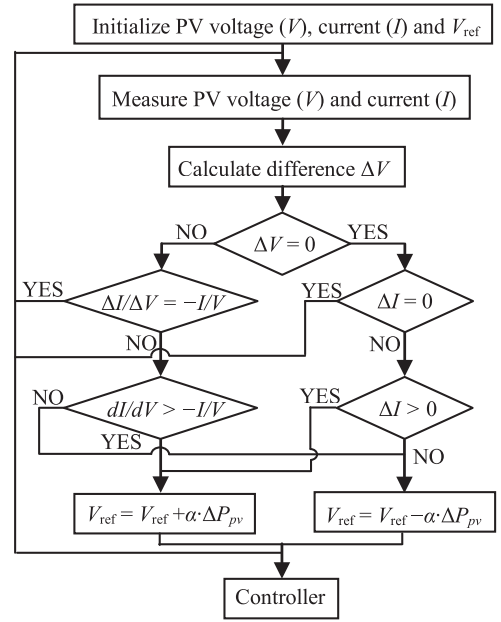 Initialize PV voltage (V), current (I) and Vref
Measure PV voltage (V) and current (I)
Calculate difference ΔV
NO
YES
ΔV = 0
YES
ΔI/ΔV = −I/V
YES
ΔI = 0
NO
NO
NO
dI/dV > −I/V
YES
ΔI > 0
YES
NO
Vref = Vref +α·ΔPpv
Vref = Vref −α·ΔPpv
Controller